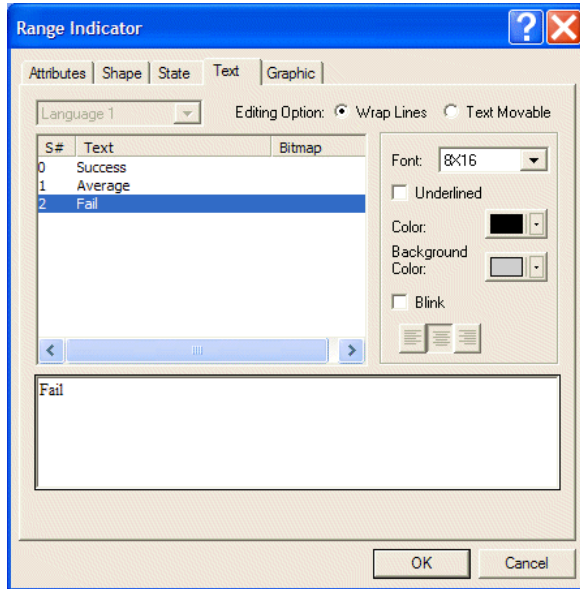 Range Indicator
Attributes Shape State Text Graphic
Language 1 Editing Option: Wrap Lines Text Movable
S# Text Bitmap
0 Success
1 Average
2 Fail
Font: 8X16
Underlined
Color:
Background
Color:
Blink
Fail
OK Cancel